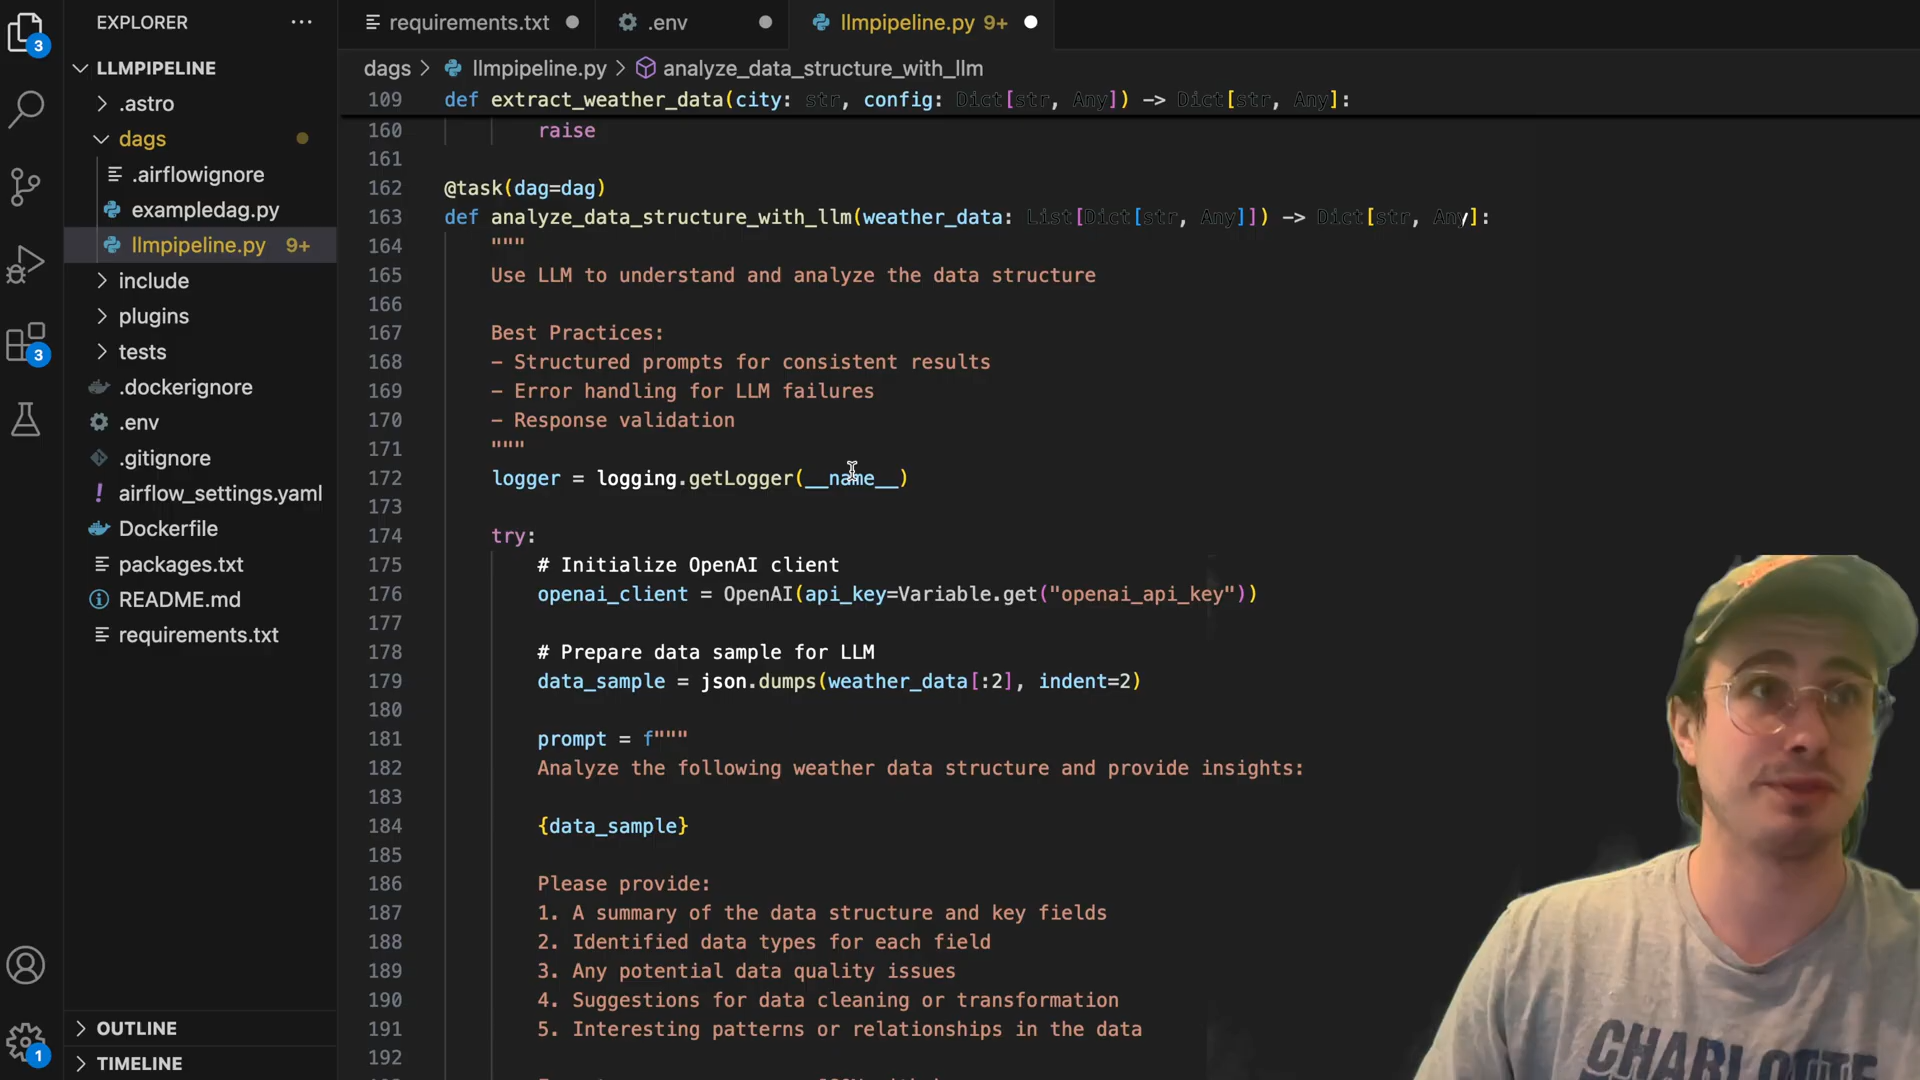 EXPLORER
LLMPIPELINE
.astro
dags
.airflowignore
exampledag.py
llmpipeline.py 9+
include
plugins
tests
.dockerignore
.env
.gitignore
airflow_settings.yaml
Dockerfile
packages.txt
README.md
requirements.txt
OUTLINE
TIMELINE
3
3
1
requirements.txt
.env
llmpipeline.py 9+
dags > llmpipeline.py > analyze_data_structure_with_llm
109 def extract_weather_data(city: str, config: Dict[str, Any]) -> Dict[str, Any]:
160 raise
161
162 @task(dag=dag)
163 def analyze_data_structure_with_llm(weather_data: List[Dict[str, Any]]) -> Dict[str, Any]:
164 """
165 Use LLM to understand and analyze the data structure
166
167 Best Practices:
168 - Structured prompts for consistent results
169 - Error handling for LLM failures
170 - Response validation
171 """
172 logger = logging.getLogger(__name__)
173
174 try:
175 # Initialize OpenAI client
176 openai_client = OpenAI(api_key=Variable.get("openai_api_key"))
177
178 # Prepare data sample for LLM
179 data_sample = json.dumps(weather_data[:2], indent=2)
180
181 prompt = f"""
182 Analyze the following weather data structure and provide insights:
183
184 {data_sample}
185
186 Please provide:
187 1. A summary of the data structure and key fields
188 2. Identified data types for each field
189 3. Any potential data quality issues
190 4. Suggestions for data cleaning or transformation
191 5. Interesting patterns or relationships in the data
192
CHARLOTTE